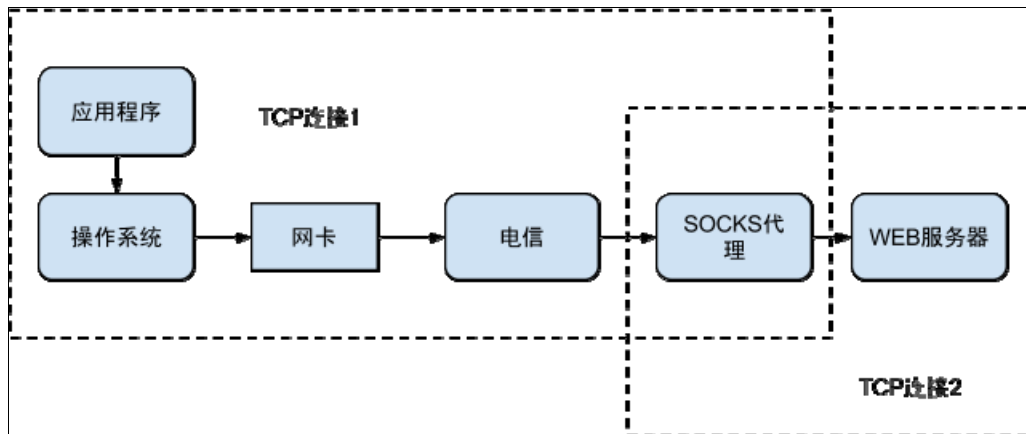 应用程序
TCP连接1
操作系统
网卡
电信
SOCKS代
理
WEB服务器
TCP连接2